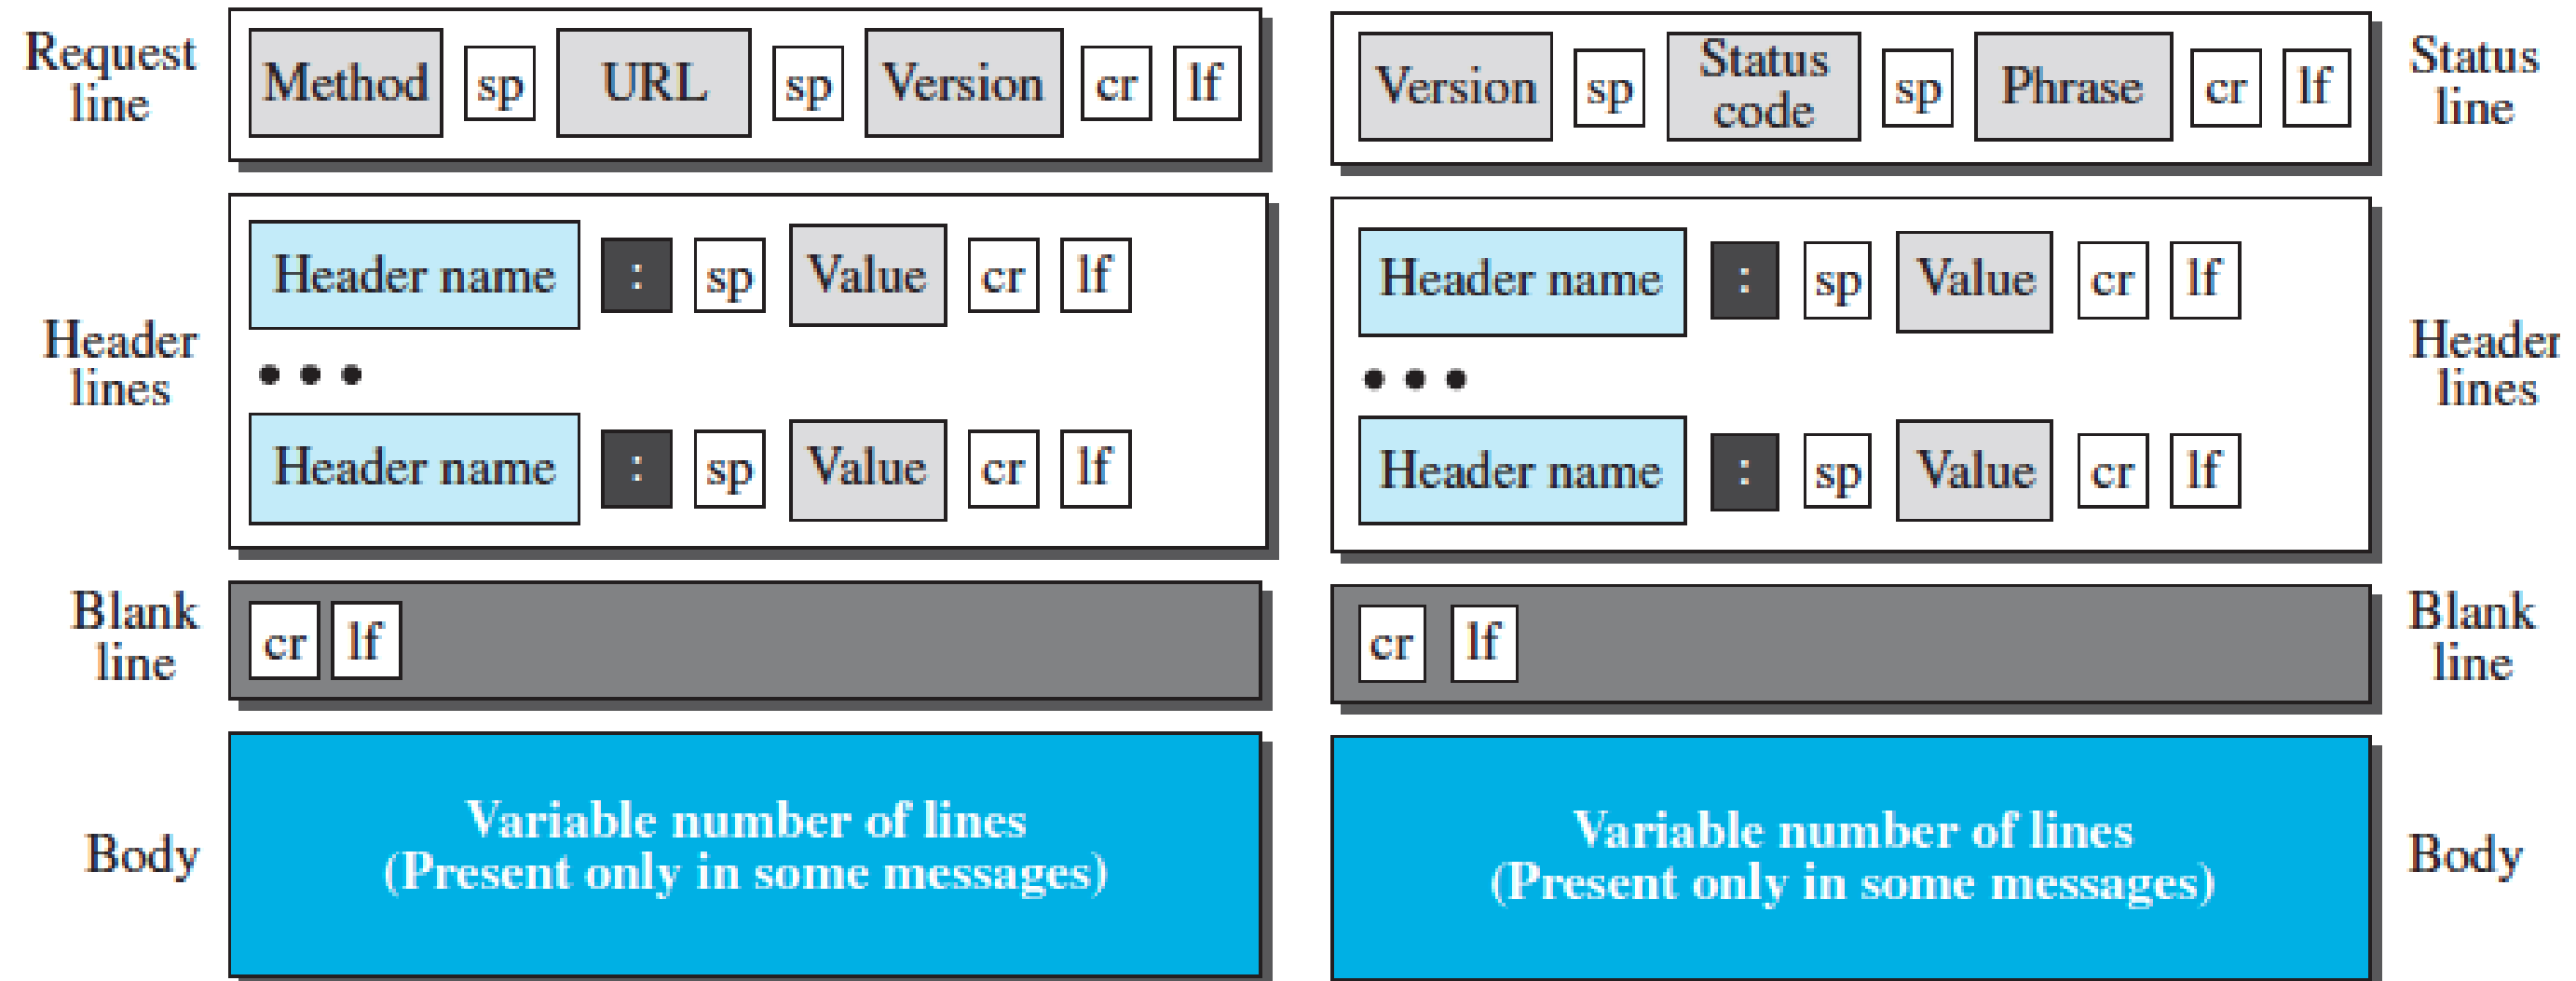 Request
line
Method sp URL sp Version cr lf
Header
lines
Header name : sp Value cr lf
• • •
Header name : sp Value cr lf
Blank
line
cr lf
Body
Variable number of lines
(Present only in some messages)
Version sp Status code sp Phrase cr lf
Status
line
Header name : sp Value cr lf
• • •
Header name : sp Value cr lf
Header
lines
cr lf
Blank
line
Variable number of lines
(Present only in some messages)
Body